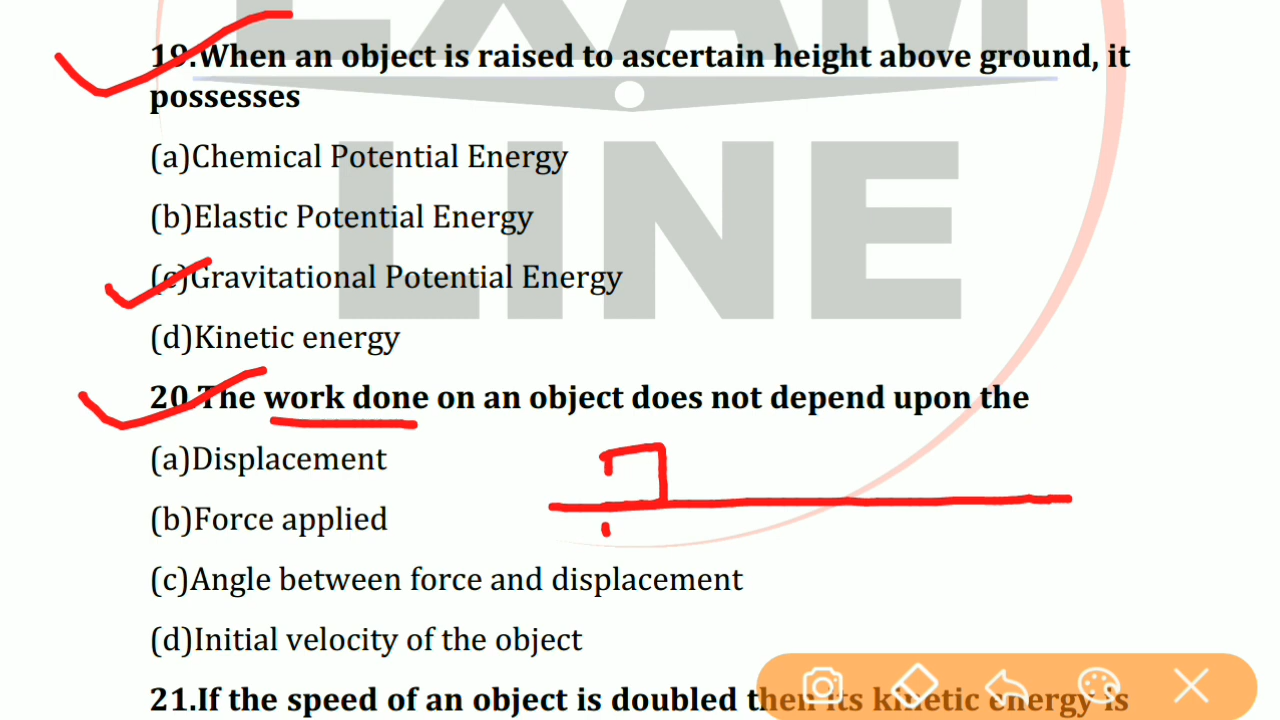 EXAM
LINE
19.When an object is raised to ascertain height above ground, it
possesses
(a)Chemical Potential Energy
(b)Elastic Potential Energy
(c)Gravitational Potential Energy
(d)Kinetic energy
20.The work done on an object does not depend upon the
(a)Displacement
(b)Force applied
(c)Angle between force and displacement
(d)Initial velocity of the object
21.If the speed of an object is doubled then its kinetic energy is